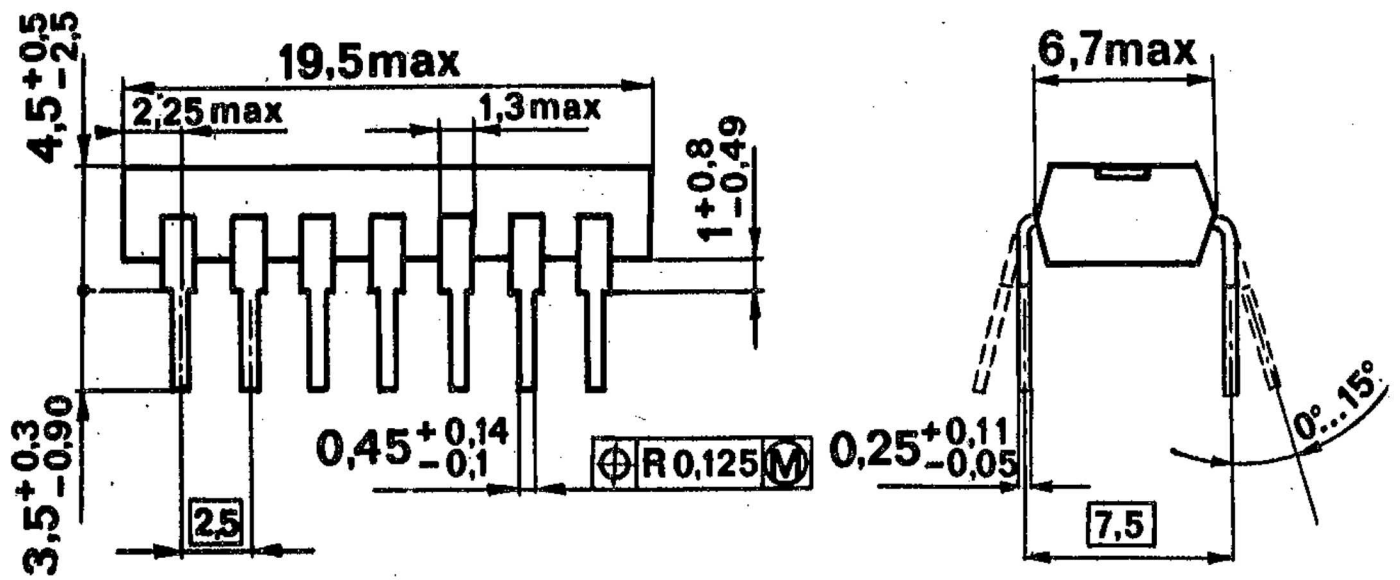 19,5max
2,25max
1,3max
4,5+0,5
−2,5
1+0,8
−0,49
3,5+0,3
−0,90
0,45+0,14
−0,1
⌖ R0,125 Ⓜ
2,5
6,7max
0,25+0,11
−0,05
0°...15°
7,5